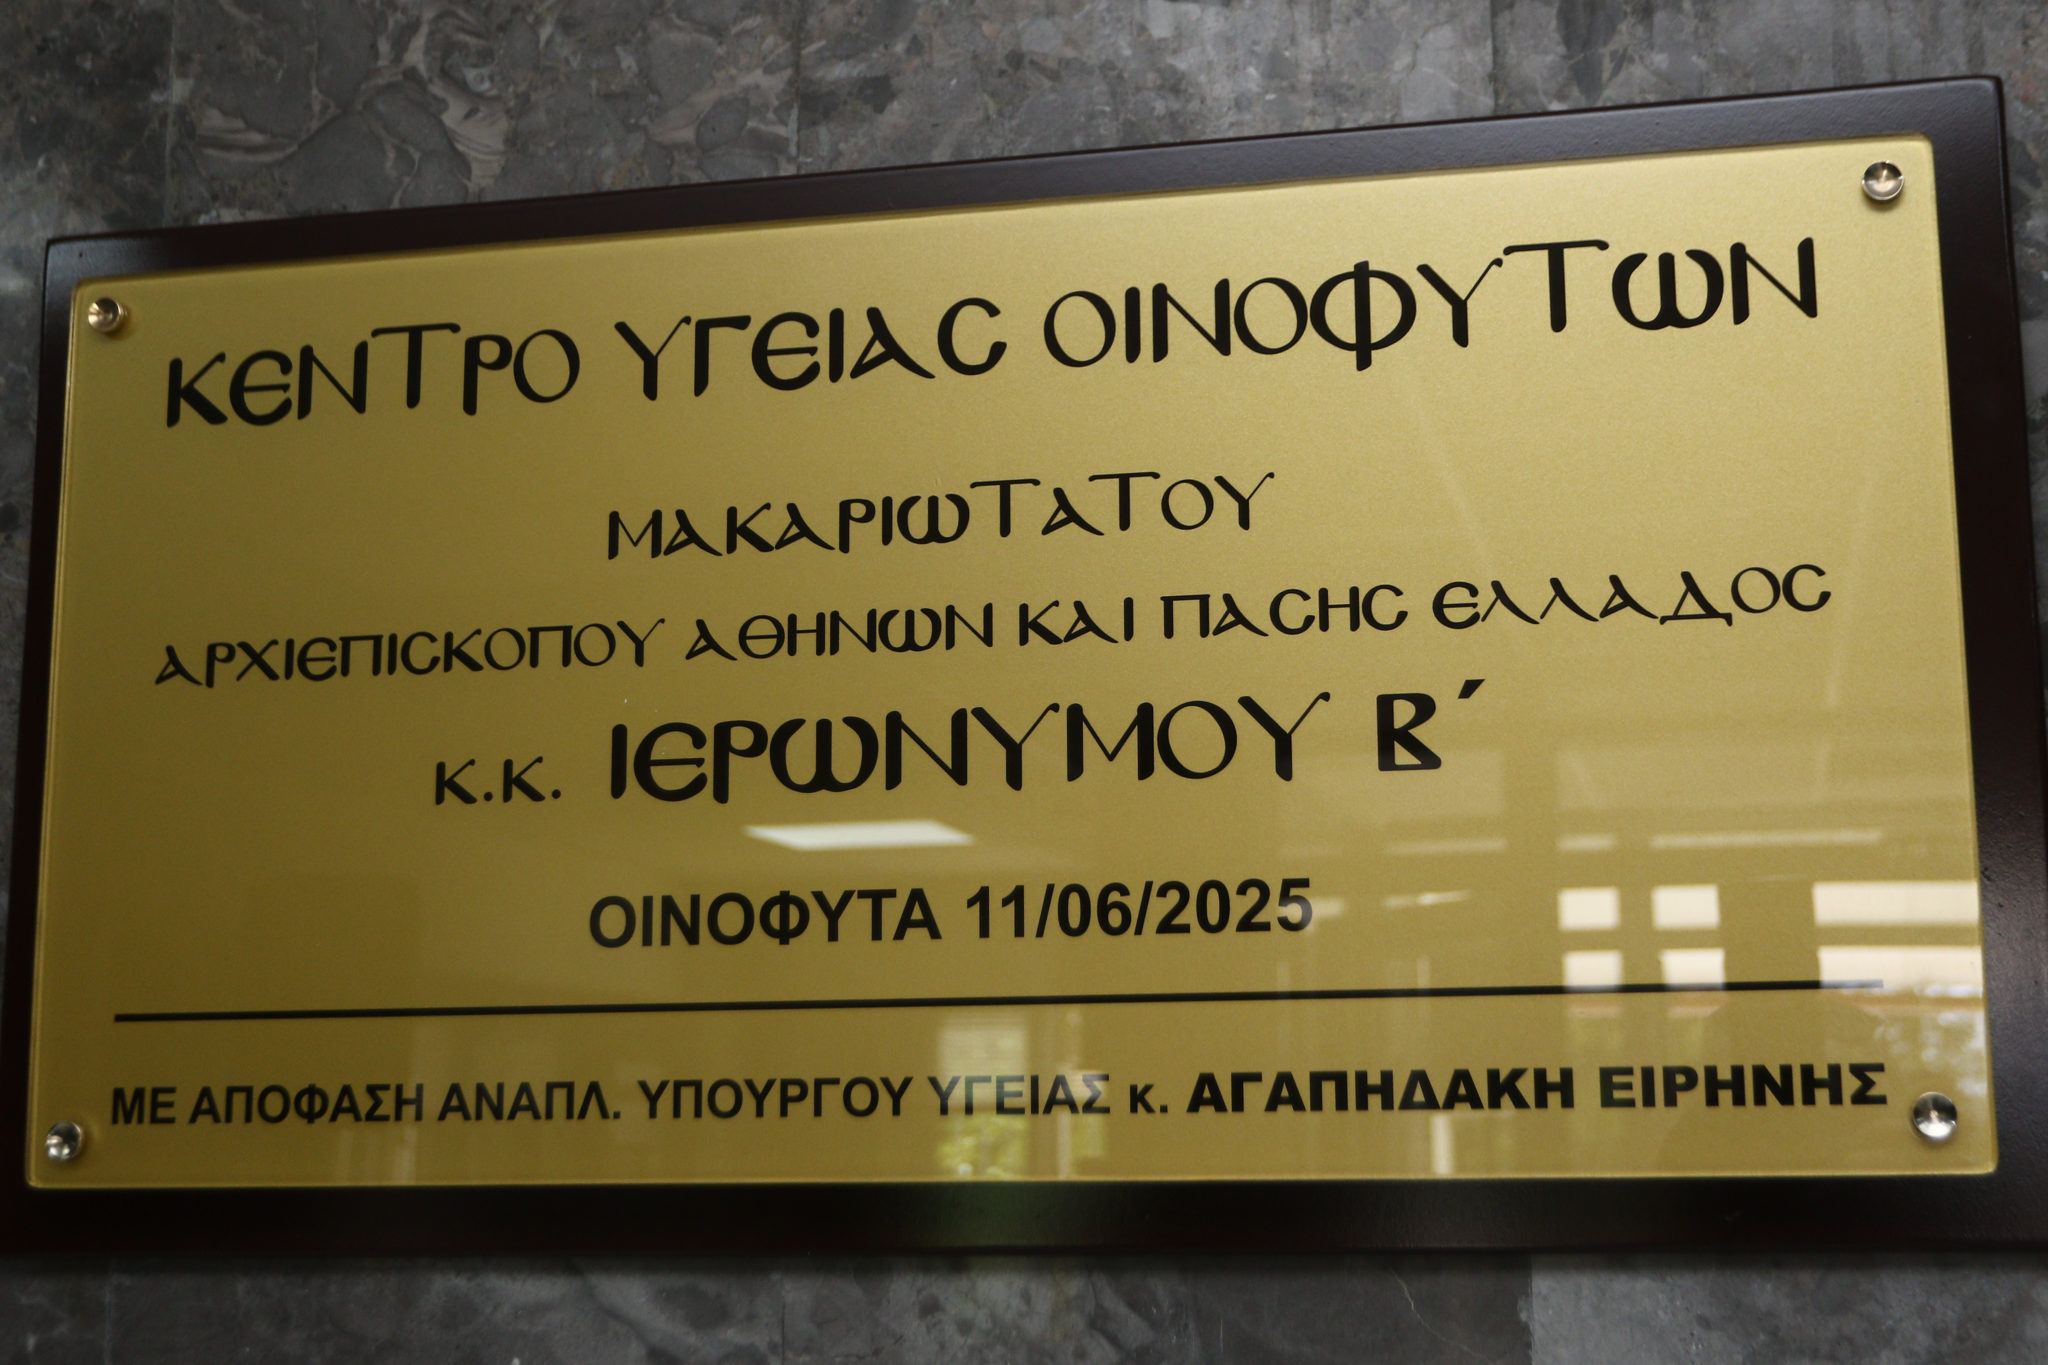 ΚΕΝΤΡΟ ΥΓΕΙΑΣ ΟΙΝΟΦΥΤΩΝ
ΜΑΚΑΡΙΩΤΑΤΟΥ
ΑΡΧΙΕΠΙΣΚΟΠΟΥ ΑΘΗΝΩΝ ΚΑΙ ΠΑΣΗΣ ΕΛΛΑΔΟΣ
κ.κ. ΙΕΡΩΝΥΜΟΥ Β΄
ΟΙΝΟΦΥΤΑ 11/06/2025
ΜΕ ΑΠΟΦΑΣΗ ΑΝΑΠΛ. ΥΠΟΥΡΓΟΥ ΥΓΕΙΑΣ κ. ΑΓΑΠΗΔΑΚΗ ΕΙΡΗΝΗΣ